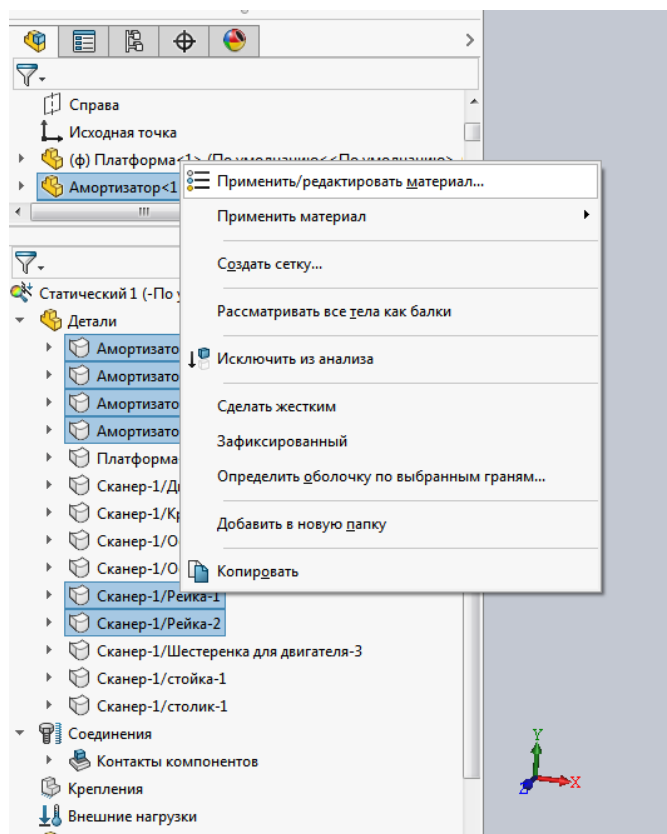 Справа
Исходная точка
(ф) Платформа<1> (По умолчанию<<По умолчанию>
Амортизатор<1
Применить/редактировать материал...
Применить материал
Создать сетку...
Статический 1 (-По
Рассматривать все тела как балки
Детали
Амортизато
Исключить из анализа
Амортизато
Амортизато
Сделать жестким
Амортизато
Зафиксированный
Платформа
Определить оболочку по выбранным граням...
Сканер-1/Д
Сканер-1/К
Добавить в новую папку
Сканер-1/О
Сканер-1/О
Копировать
Сканер-1/Рейка-1
Сканер-1/Рейка-2
Сканер-1/Шестеренка для двигателя-3
Сканер-1/стойка-1
Сканер-1/столик-1
Соединения
Контакты компонентов
Крепления
Внешние нагрузки
Y
X
Z